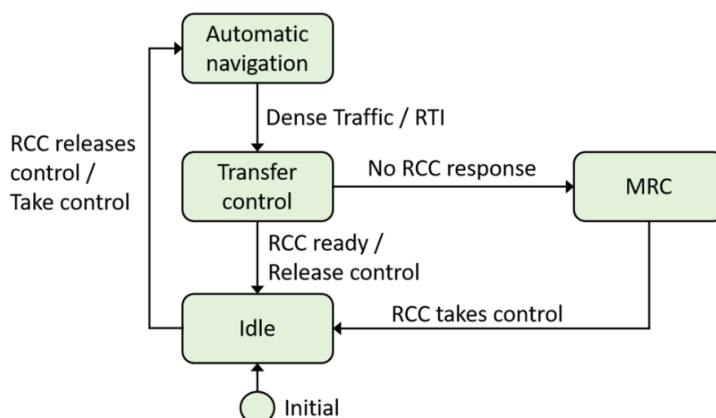 Automatic
navigation
Dense Traffic / RTI
RCC releases
control /
Take control
Transfer
control
No RCC response
MRC
RCC ready /
Release control
Idle
RCC takes control
Initial